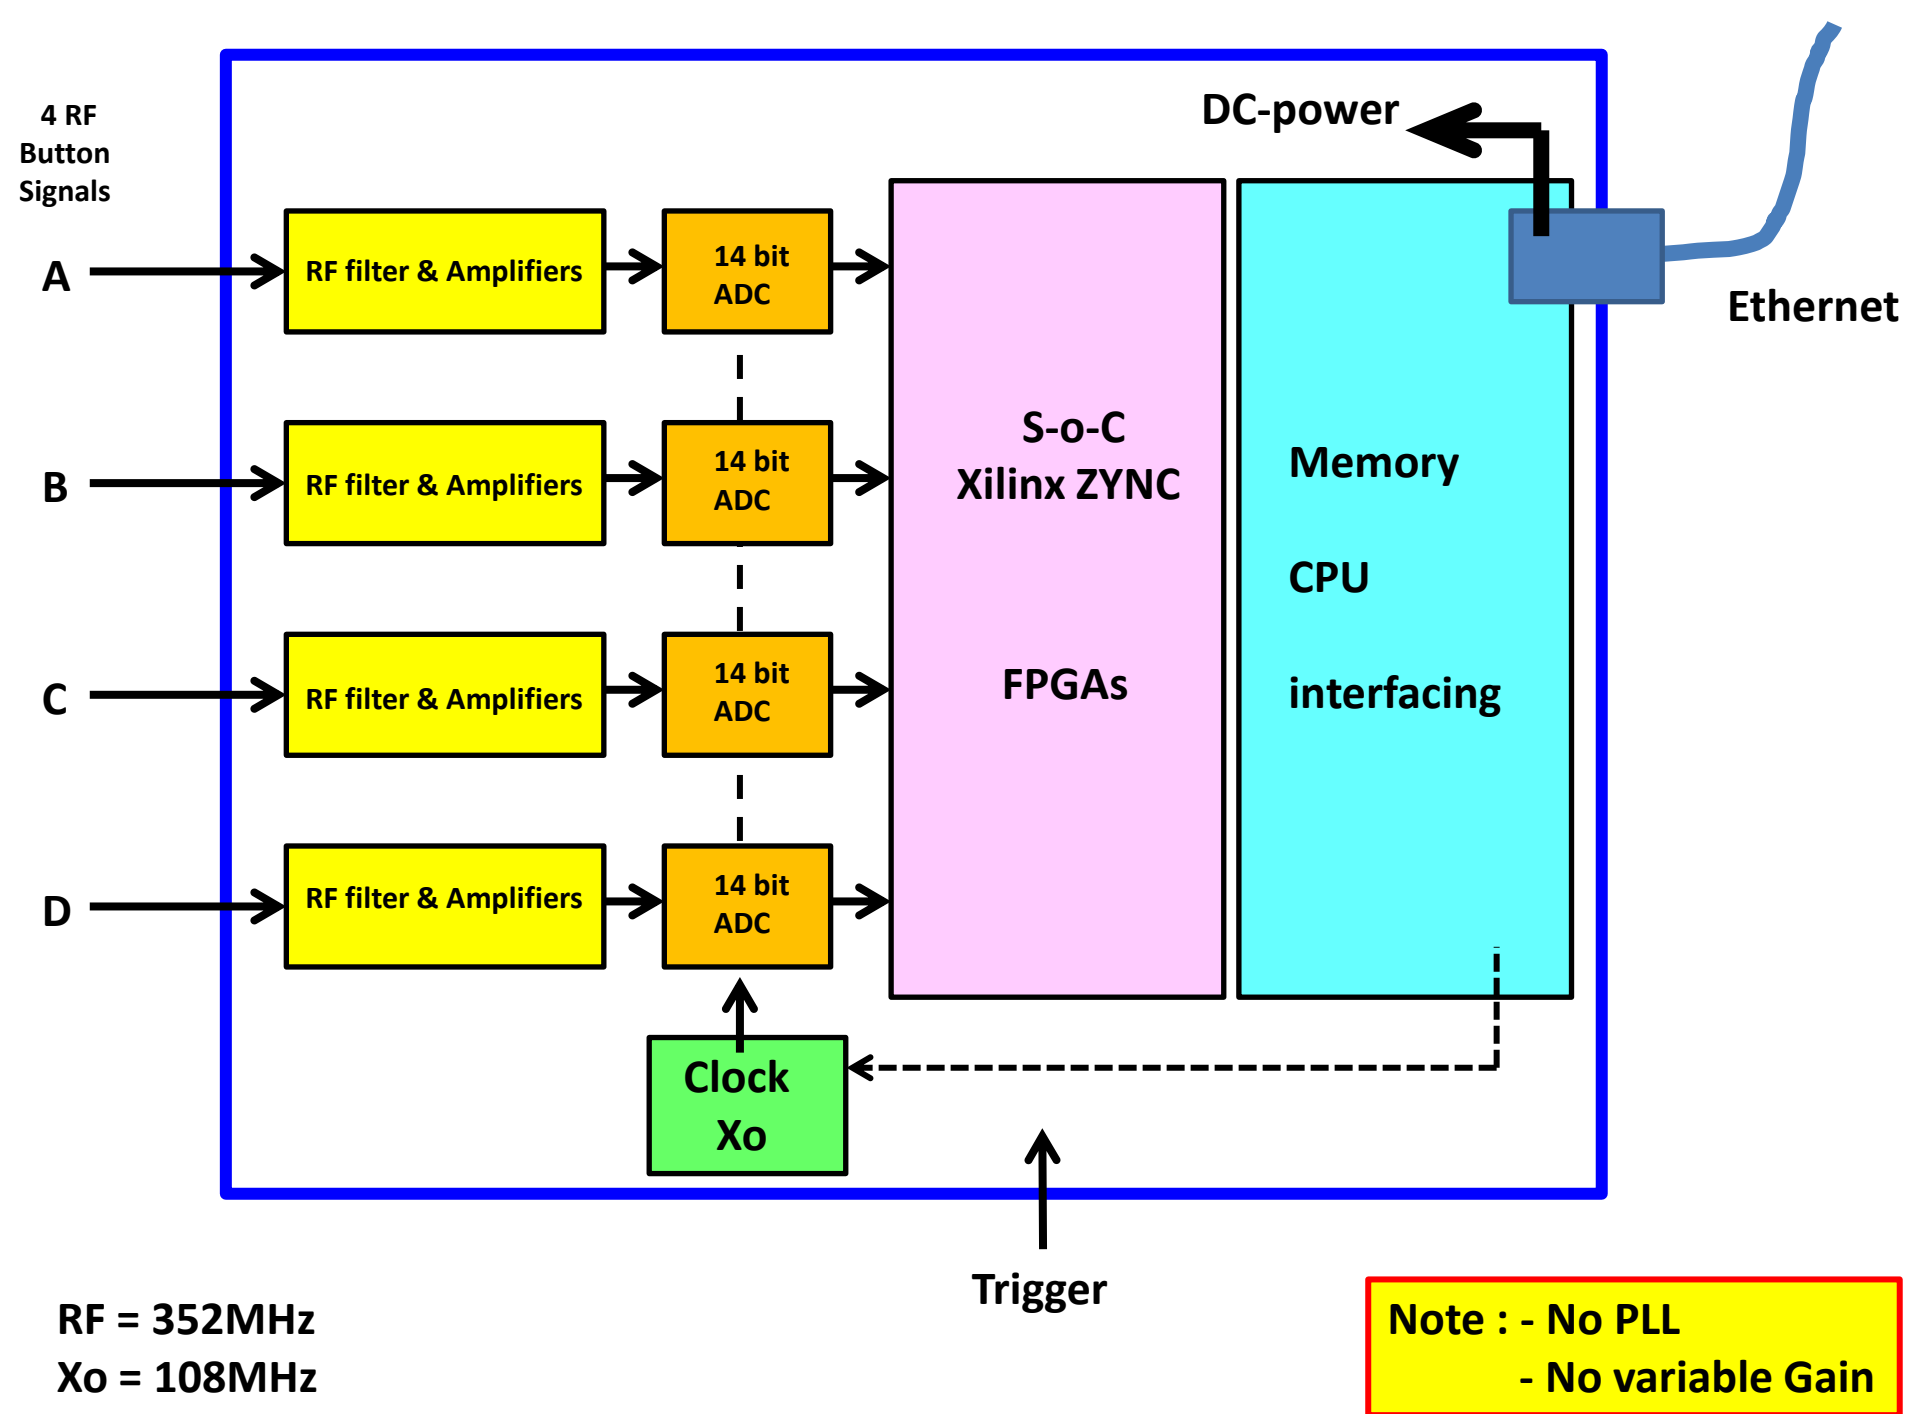 4 RF
Button
Signals
DC-power
Ethernet
A
RF filter & Amplifiers
14 bit
ADC
B
RF filter & Amplifiers
14 bit
ADC
C
RF filter & Amplifiers
14 bit
ADC
D
RF filter & Amplifiers
14 bit
ADC
S-o-C
Xilinx ZYNC
FPGAs
Memory
CPU
interfacing
Clock
Xo
Trigger
RF = 352MHz
Xo = 108MHz
Note : - No PLL
- No variable Gain